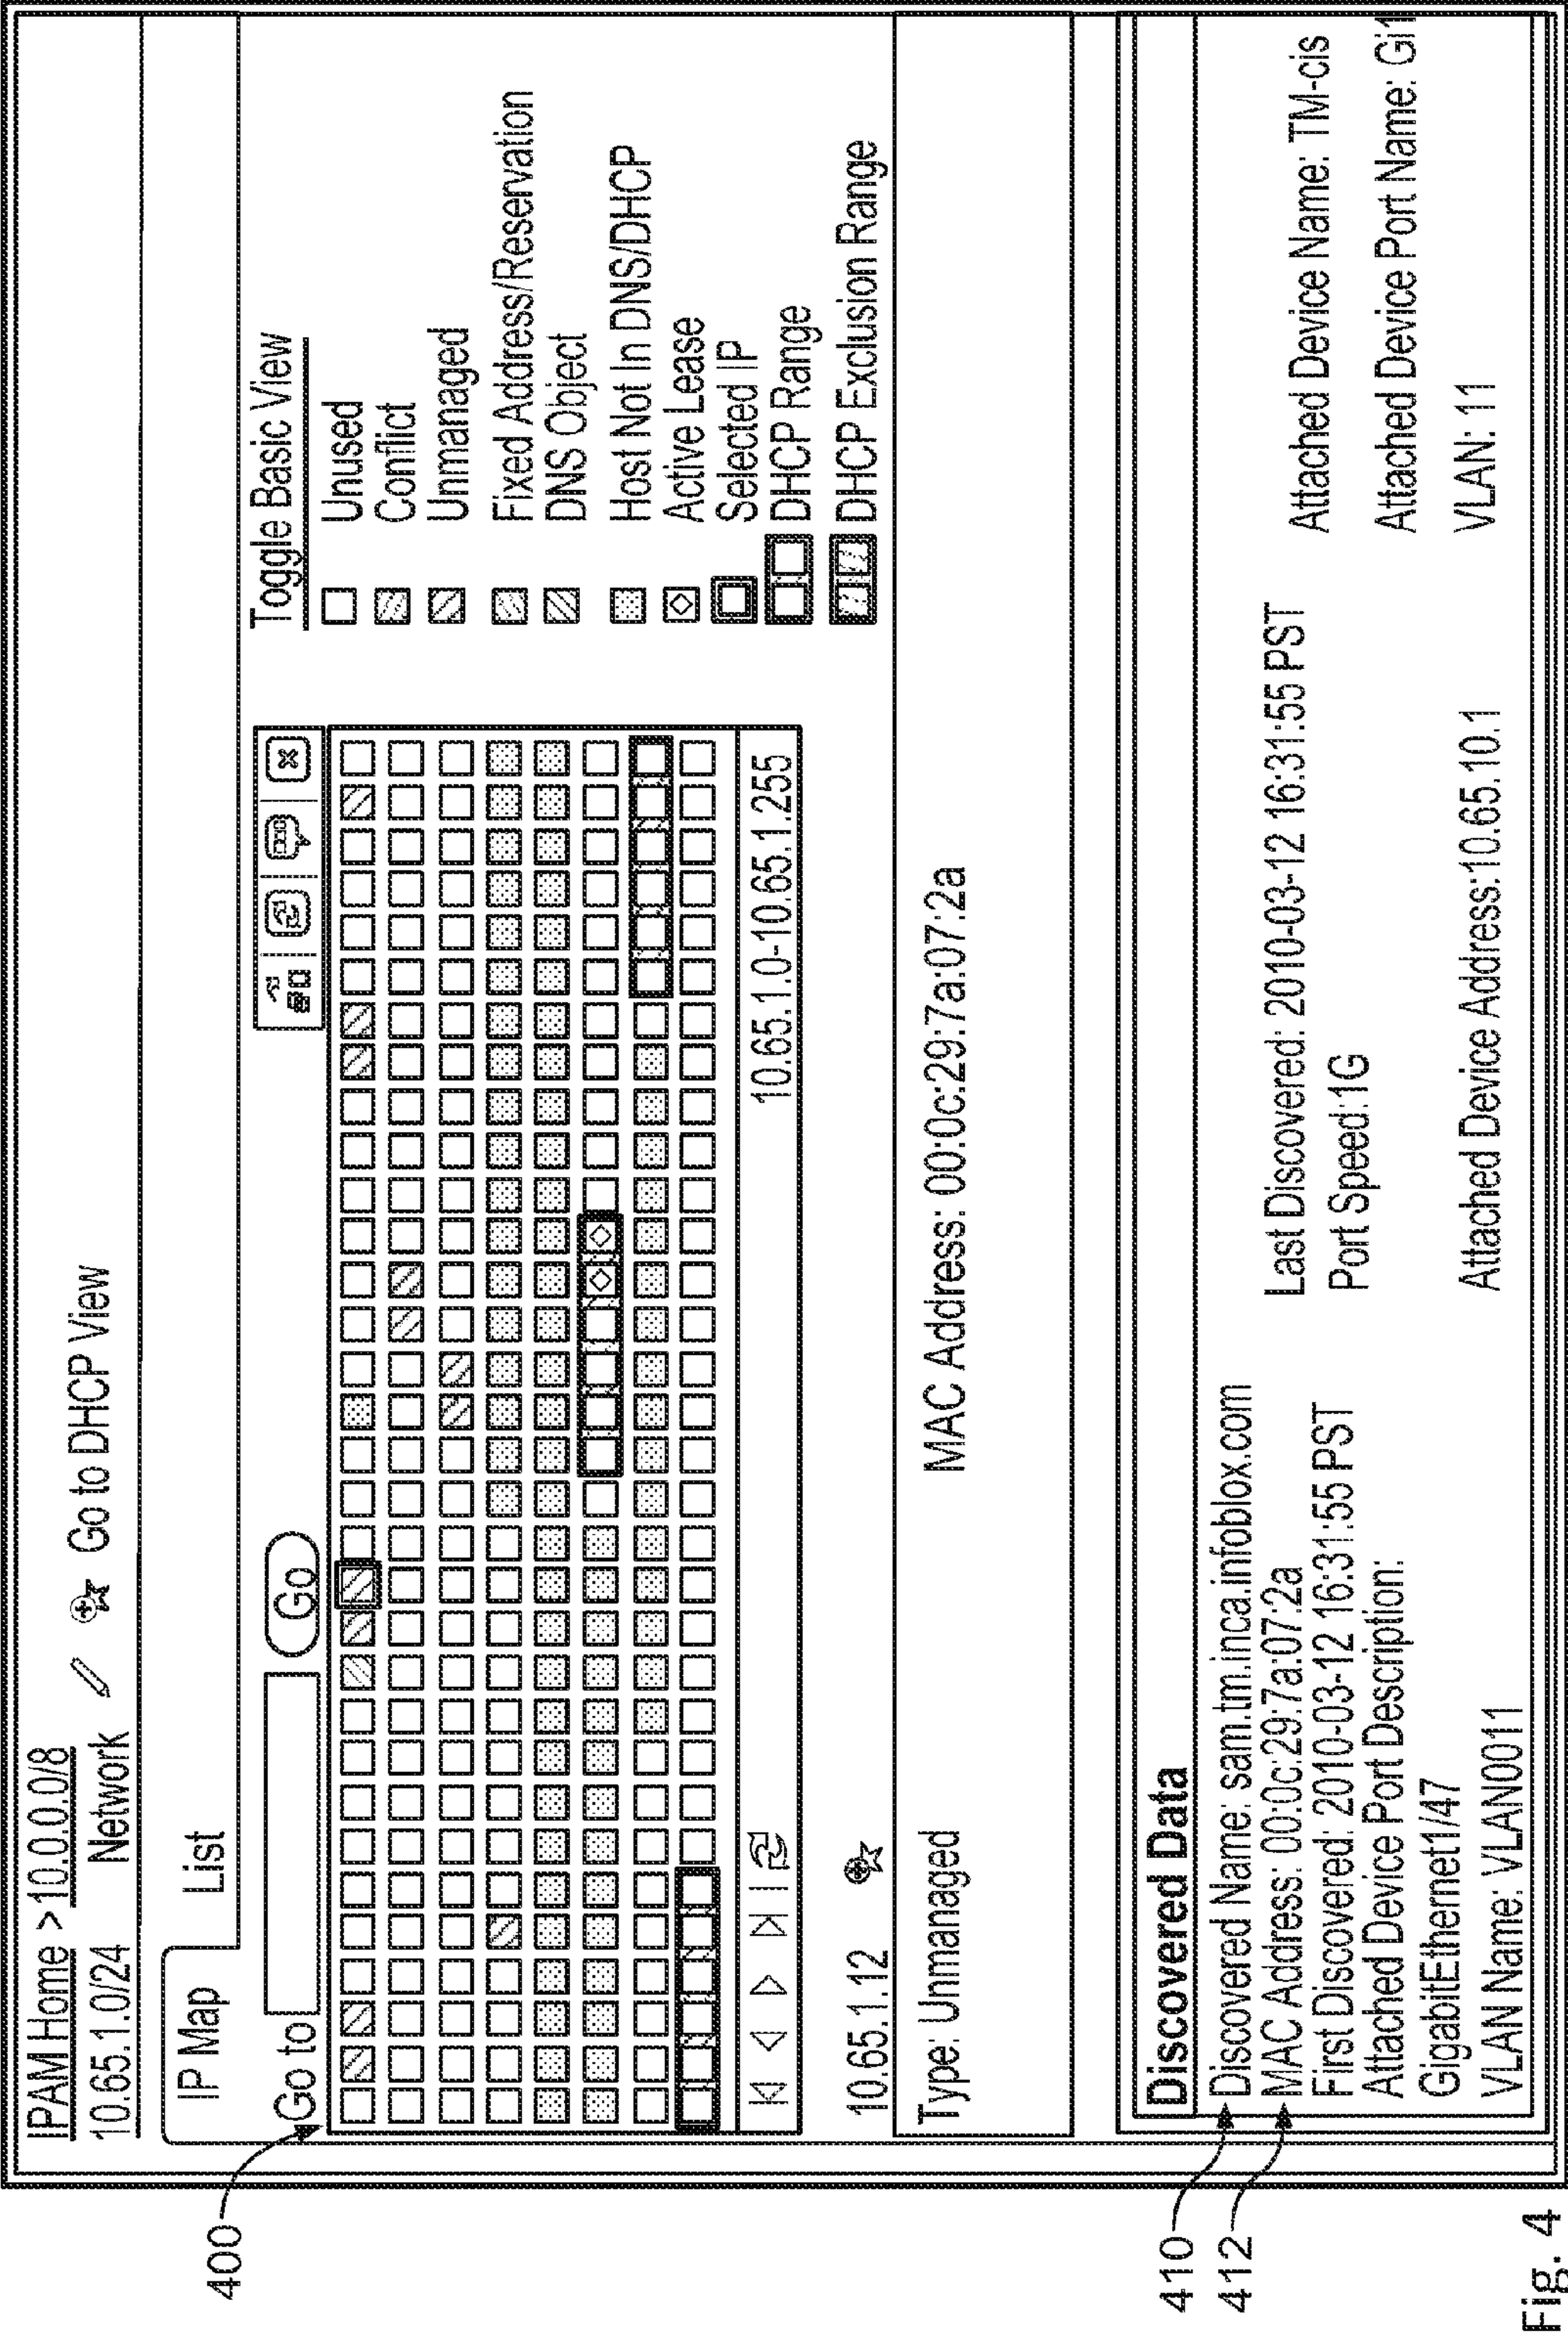 IPAM Home > 10.0.0.0/8
10.65.1.0/24 Network Go to DHCP View
IP Map List
400
Go to Go
Toggle Basic View
Unused
Conflict
Unmanaged
Fixed Address/Reservation
DNS Object
Host Not In DNS/DHCP
Active Lease
Selected IP
DHCP Range
DHCP Exclusion Range
10.65.1.0-10.65.1.255
10.65.1.12
Type: Unmanaged MAC Address: 00:0c:29:7a:07:2a
Discovered Data
410
Discovered Name: sam.tm.inca.infoblox.com
412
MAC Address: 00:0c:29:7a:07:2a Last Discovered: 2010-03-12 16:31:55 PST Attached Device Name: TM-cis
First Discovered: 2010-03-12 16:31:55 PST Port Speed:1G
Attached Device Port Description: Attached Device Port Name: Gi1
GigabitEthernet1/47
VLAN Name: VLAN0011 Attached Device Address:10.65.10.1 VLAN: 11
Fig. 4